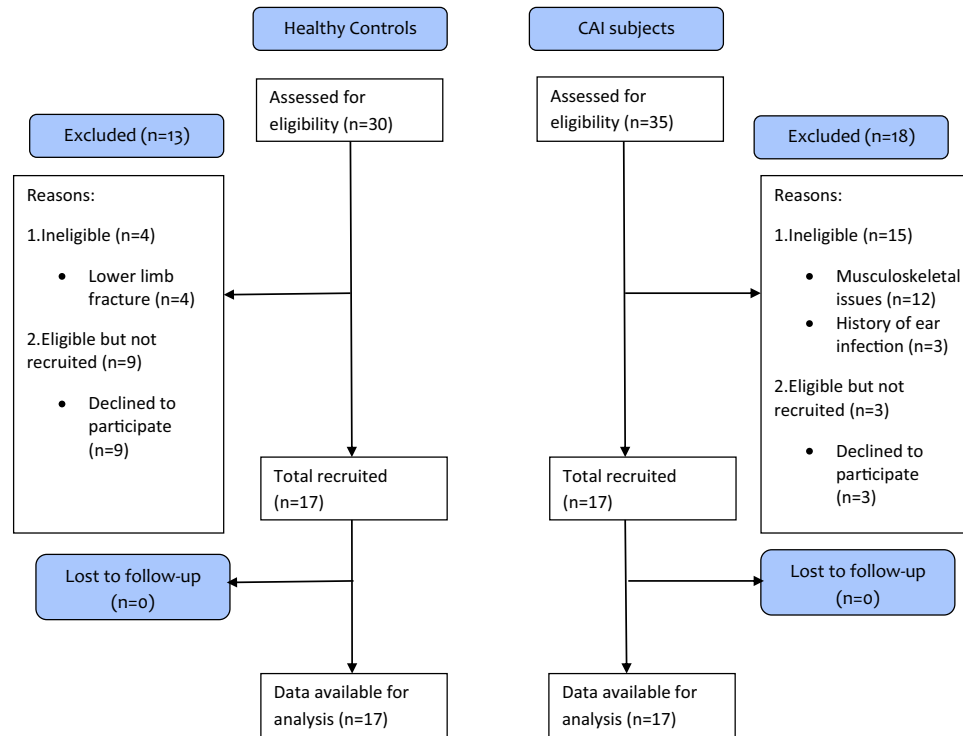 Healthy Controls
CAI subjects
Assessed for
eligibility (n=30)
Assessed for
eligibility (n=35)
Excluded (n=13)
Excluded (n=18)
Reasons:
1.Ineligible (n=4)
• Lower limb
fracture (n=4)
2.Eligible but not
recruited (n=9)
• Declined to
participate
(n=9)
Reasons:
1.Ineligible (n=15)
• Musculoskeletal
issues (n=12)
• History of ear
infection (n=3)
2.Eligible but not
recruited (n=3)
• Declined to
participate
(n=3)
Total recruited
(n=17)
Total recruited
(n=17)
Lost to follow-up
(n=0)
Lost to follow-up
(n=0)
Data available for
analysis (n=17)
Data available for
analysis (n=17)